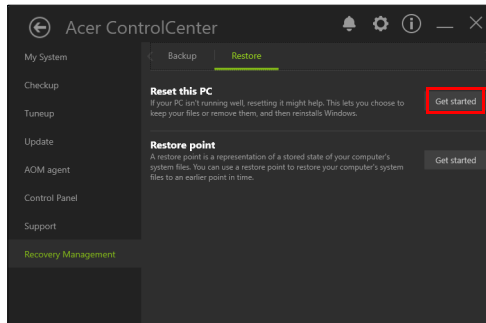 Acer ControlCenter
My System
Backup
Restore
Checkup
Tuneup
Update
AOM agent
Control Panel
Support
Recovery Management
Reset this PC
If your PC isn't running well, resetting it might help. This lets you choose to
keep your files or remove them, and then reinstalls Windows.
Get started
Restore point
A restore point is a representation of a stored state of your computer's
system files. You can use a restore point to restore your computer's system
files to an earlier point in time.
Get started